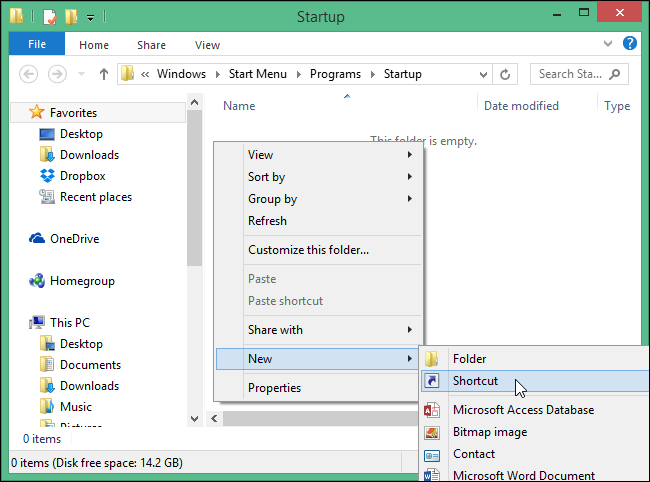 Startup
File Home Share View
« Windows Start Menu Programs Startup
Search Sta...
Name Date modified Type
This folder is empty.
Favorites
Desktop
Downloads
Dropbox
Recent places
OneDrive
Homegroup
This PC
Desktop
Documents
Downloads
Music
Pictures
View
Sort by
Group by
Refresh
Customize this folder...
Paste
Paste shortcut
Share with
New
Properties
Folder
Shortcut
Microsoft Access Database
Bitmap image
Contact
Microsoft Word Document
0 items
0 items (Disk free space: 14.2 GB)